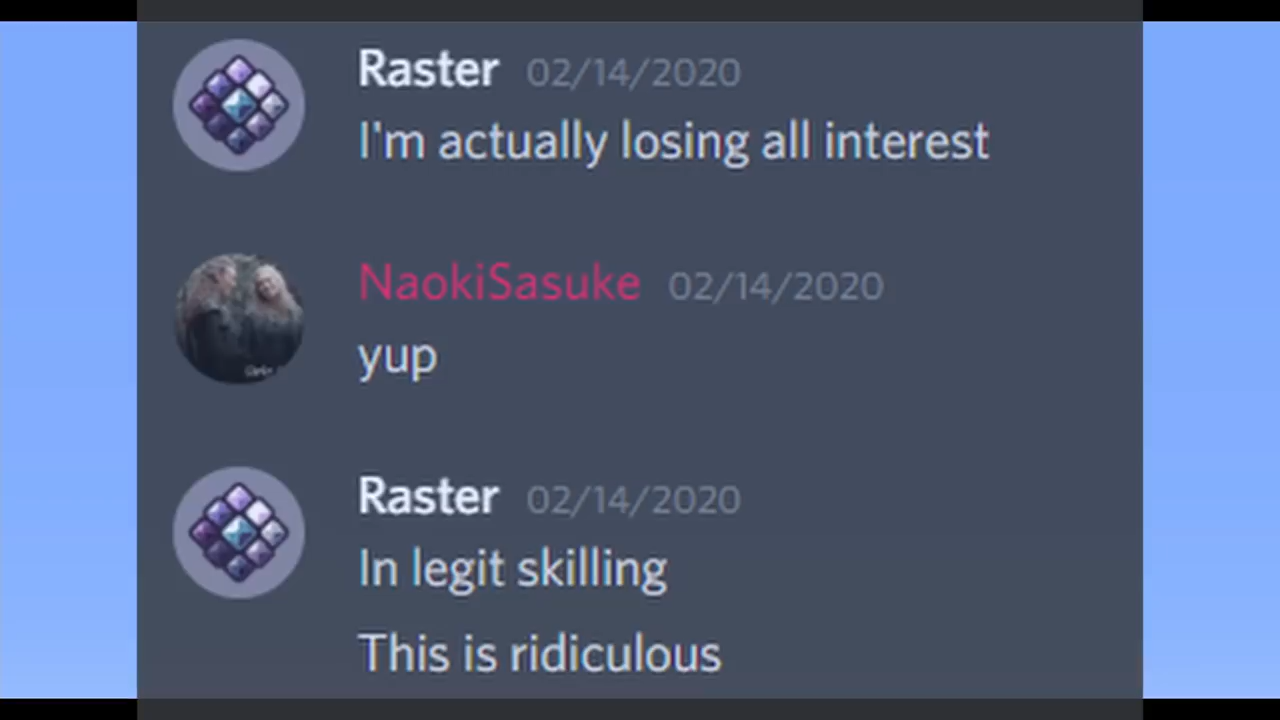 Raster 02/14/2020
I'm actually losing all interest
NaokiSasuke 02/14/2020
yup
Raster 02/14/2020
In legit skilling
This is ridiculous